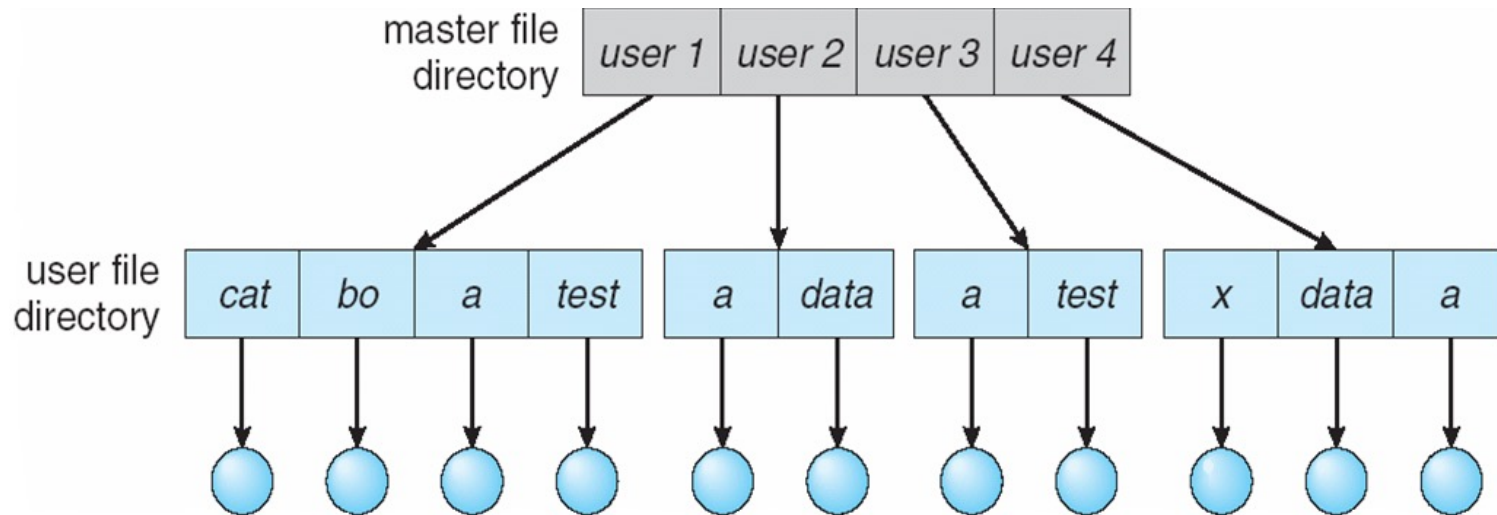 master file
directory
user 1 user 2 user 3 user 4
user file
directory
cat bo a test a data a test x data a